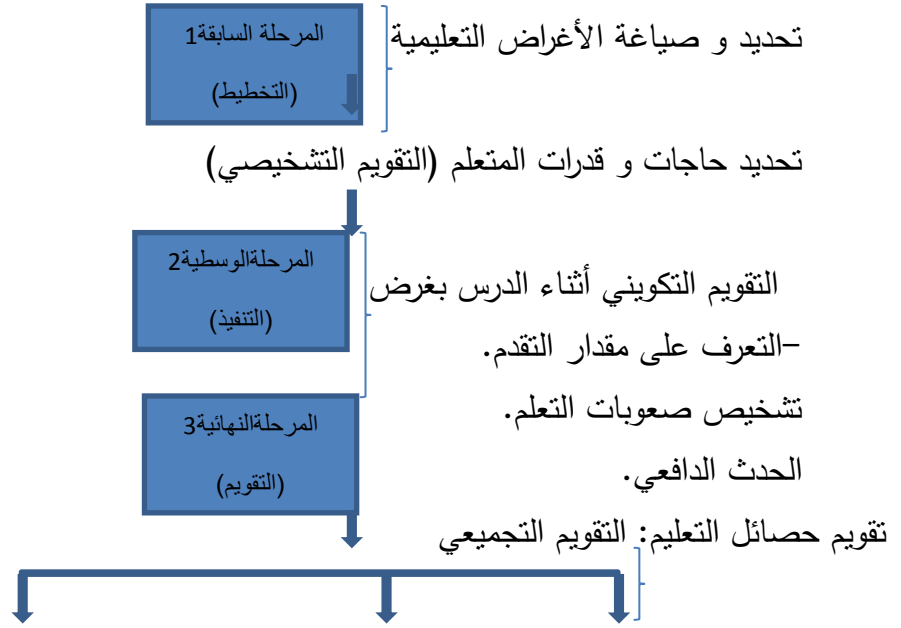 تحديد و صياغة الأغراض التعليمية
المرحلة السابقة1
(التخطيط)
تحديد حاجات و قدرات المتعلم (التقويم التشخيصي)
المرحلةالوسطية2
(التنفيذ)
التقويم التكويني أثناء الدرس بغرض
-التعرف على مقدار التقدم.
تشخيص صعوبات التعلم.
الحدث الدافعي.
المرحلةالنهائية3
(التقويم)
تقويم حصائل التعليم: التقويم التجميعي